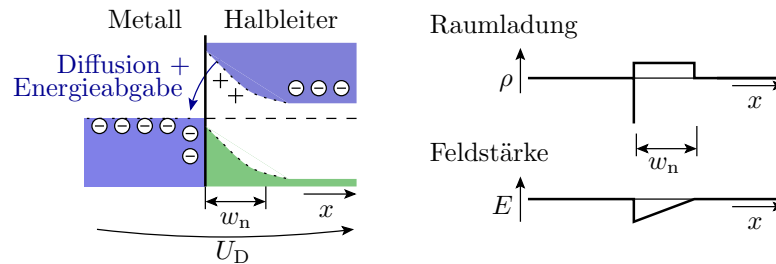 Metall
Halbleiter
Diffusion +
Energieabgabe
+
+
− − −
− − − − −
−
w_n
x
U_D
Raumladung
ρ
x
w_n
Feldstärke
E
x